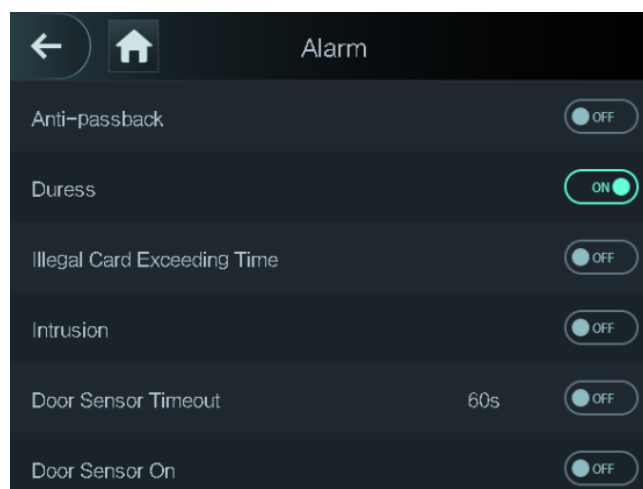 Alarm
Anti-passback OFF
Duress ON
Illegal Card Exceeding Time OFF
Intrusion OFF
Door Sensor Timeout 60s OFF
Door Sensor On OFF